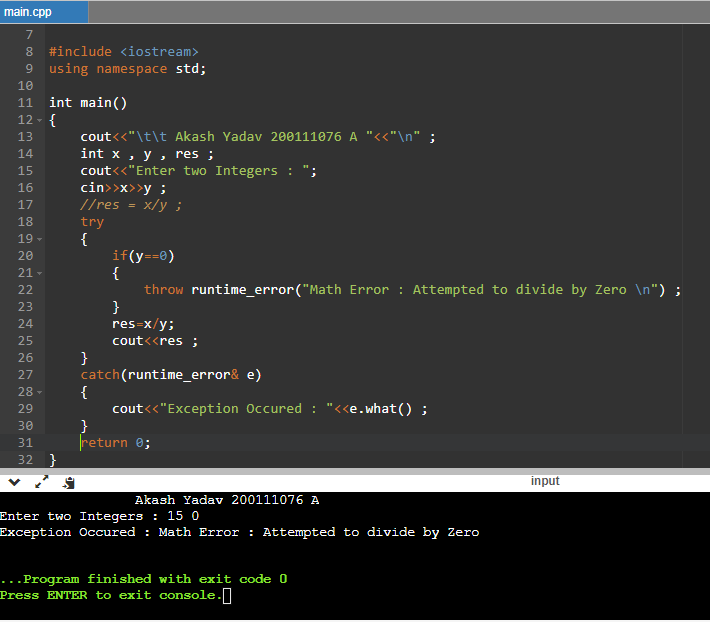 main.cpp
7
8 #include <iostream>
9 using namespace std;
10
11 int main()
12 {
13 cout<<"\t\t Akash Yadav 200111076 A "<<"\n" ;
14 int x , y , res ;
15 cout<<"Enter two Integers : ";
16 cin>>x>>y ;
17 //res = x/y ;
18 try
19 {
20 if(y==0)
21 {
22 throw runtime_error("Math Error : Attempted to divide by Zero \n") ;
23 }
24 res=x/y;
25 cout<<res ;
26 }
27 catch(runtime_error& e)
28 {
29 cout<<"Exception Occured : "<<e.what() ;
30 }
31 return 0;
32 }
input
Akash Yadav 200111076 A
Enter two Integers : 15 0
Exception Occured : Math Error : Attempted to divide by Zero
...Program finished with exit code 0
Press ENTER to exit console.